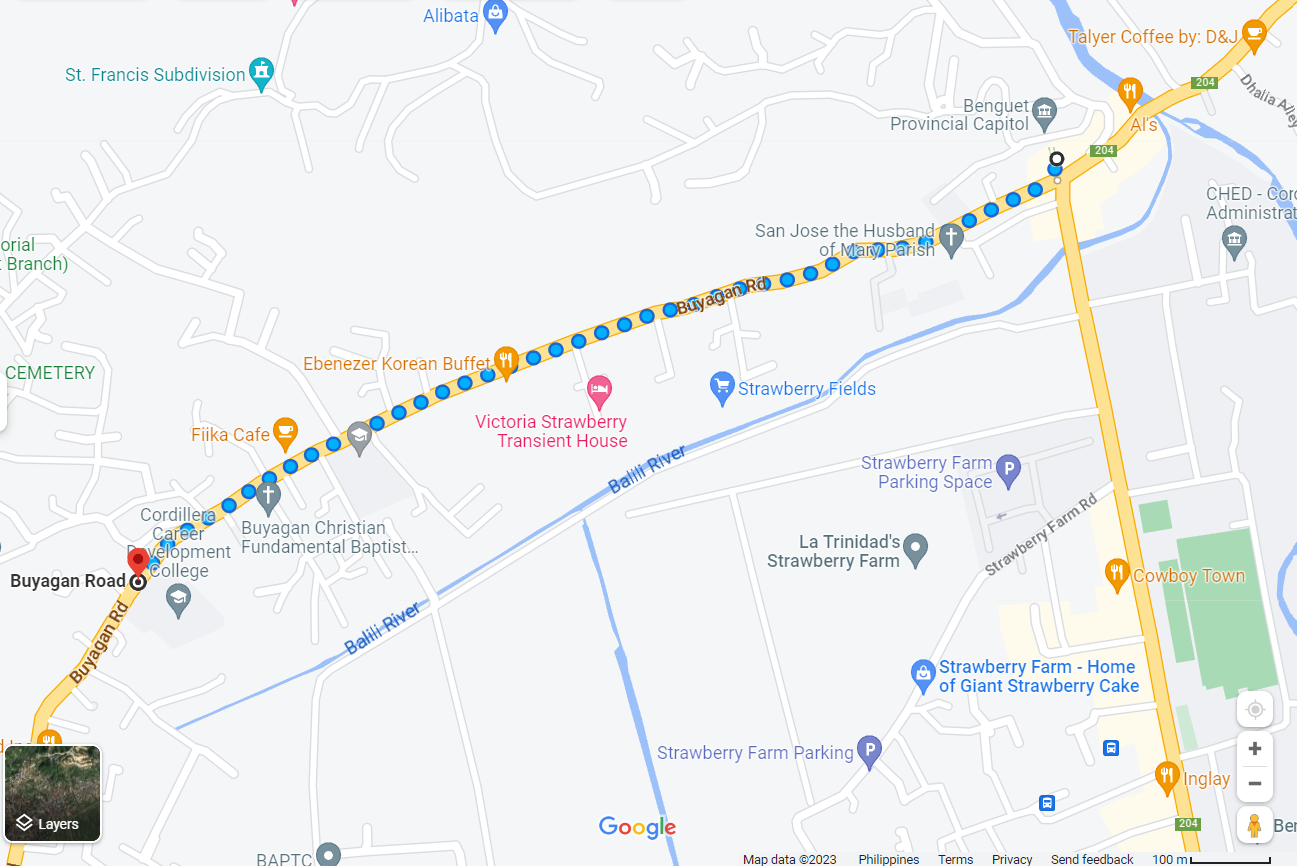 Alibata
St. Francis Subdivision
Talyer Coffee by: D&J
204
Dhalia Alley
Benguet
Provincial Capitol
Al's
204
CHED - Cor
Administrat
San Jose the Husband
of Mary Parish
orial
Branch)
Buyagan Rd
CEMETERY
Ebenezer Korean Buffet
Strawberry Fields
Victoria Strawberry
Transient House
Fiika Cafe
Balili River
Strawberry Farm
Parking Space
Strawberry Farm Rd
Cordillera
Career
Development
College
Buyagan Christian
Fundamental Baptist...
La Trinidad's
Strawberry Farm
Buyagan Road
Cowboy Town
Buyagan Rd
Balili River
Strawberry Farm - Home
of Giant Strawberry Cake
Strawberry Farm Parking
Inglay
Layers
Google
204
Ben
BAPTC
Map data ©2023 Philippines Terms Privacy Send feedback 100 m